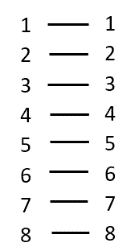 1 — 1
2 — 2
3 — 3
4 — 4
5 — 5
6 — 6
7 — 7
8 — 8